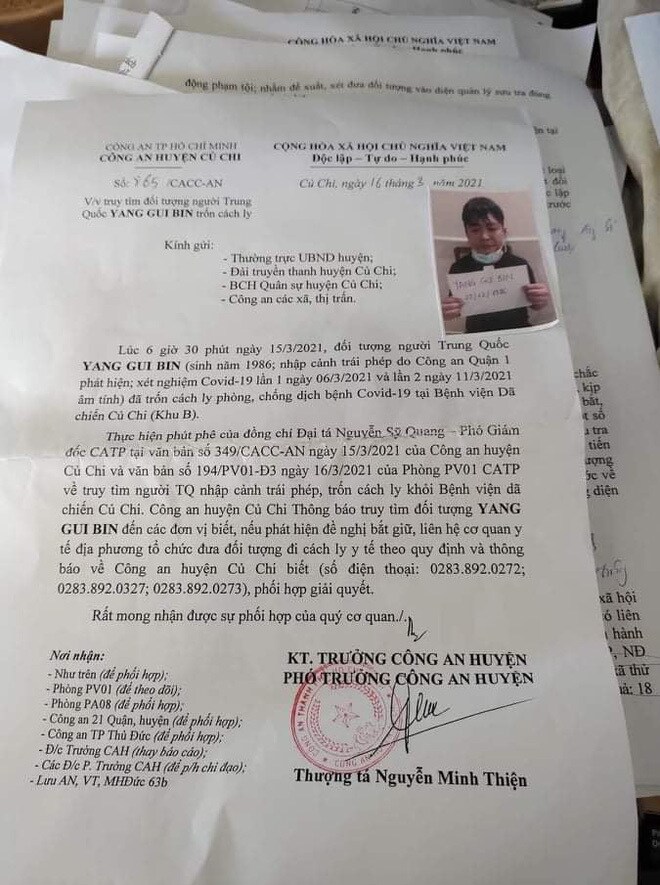 CỘNG HÒA XÃ HỘI CHỦ NGHĨA VIỆT NAM
động phạm tội; nhằm đề xuất, xét đưa đối tượng vào diện quản lý sưu tra đúng
CÔNG AN TP HỒ CHÍ MINH
CÔNG AN HUYỆN CỦ CHI
CỘNG HÒA XÃ HỘI CHỦ NGHĨA VIỆT NAM
Độc lập – Tự do – Hạnh phúc
Số: 865 /CACC-AN
Củ Chi, ngày 16 tháng 3 năm 2021
V/v truy tìm đối tượng người Trung
Quốc YANG GUI BIN trốn cách ly
YANG GUI BIN
Kính gửi:
- Thường trực UBND huyện;
- Đài truyền thanh huyện Củ Chi;
- BCH Quân sự huyện Củ Chi;
- Công an các xã, thị trấn.
Lúc 6 giờ 30 phút ngày 15/3/2021, đối tượng người Trung Quốc
YANG GUI BIN (sinh năm 1986; nhập cảnh trái phép do Công an Quận 1
phát hiện; xét nghiệm Covid-19 lần 1 ngày 06/3/2021 và lần 2 ngày 11/3/2021
âm tính) đã trốn cách ly phòng, chống dịch bệnh Covid-19 tại Bệnh viện Dã
chiến Củ Chi (Khu B).
Thực hiện phút phê của đồng chí Đại tá Nguyễn Sỹ Quang – Phó Giám
đốc CATP tại văn bản số 349/CACC-AN ngày 15/3/2021 của Công an huyện
Củ Chi và văn bản số 194/PV01-Đ3 ngày 16/3/2021 của Phòng PV01 CATP
về truy tìm người TQ nhập cảnh trái phép, trốn cách ly khỏi Bệnh viện dã
chiến Củ Chi. Công an huyện Củ Chi Thông báo truy tìm đối tượng YANG
GUI BIN đến các đơn vị biết, nếu phát hiện đề nghị bắt giữ, liên hệ cơ quan y
tế địa phương tổ chức đưa đối tượng đi cách ly y tế theo quy định và thông
báo về Công an huyện Củ Chi biết (số điện thoại: 0283.892.0272;
0283.892.0327; 0283.892.0273), phối hợp giải quyết.
Rất mong nhận được sự phối hợp của quý cơ quan./.
Nơi nhận:
- Như trên (để phối hợp);
- Phòng PV01 (để theo dõi);
- Phòng PA08 (để phối hợp);
- Công an 21 Quận, huyện (để phối hợp);
- Công an TP Thủ Đức (để phối hợp);
- Đ/c Trưởng CAH (thay báo cáo);
- Các Đ/c P. Trưởng CAH (để p/h chỉ đạo);
- Lưu AN, VT, MHĐức 63b
KT. TRƯỞNG CÔNG AN HUYỆN
PHÓ TRƯỞNG CÔNG AN HUYỆN
Thượng tá Nguyễn Minh Thiện
xã hội
có liên
hành
NĐ
đã thử
uả: 18